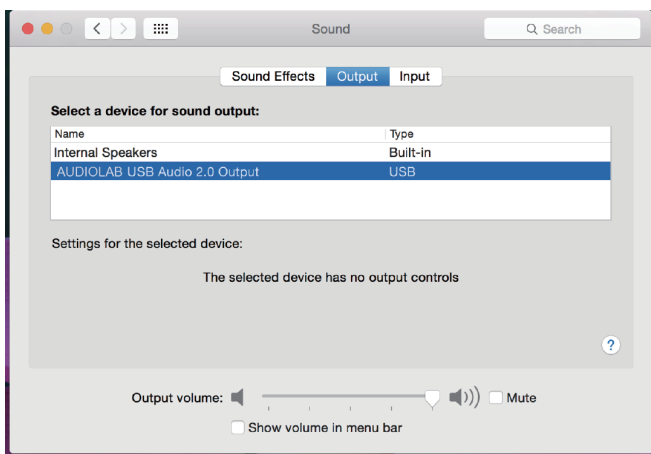 Sound
Search
Sound Effects Output Input
Select a device for sound output:
Name Type
Internal Speakers Built-in
AUDIOLAB USB Audio 2.0 Output USB
Settings for the selected device:
The selected device has no output controls
?
Output volume: Mute
Show volume in menu bar